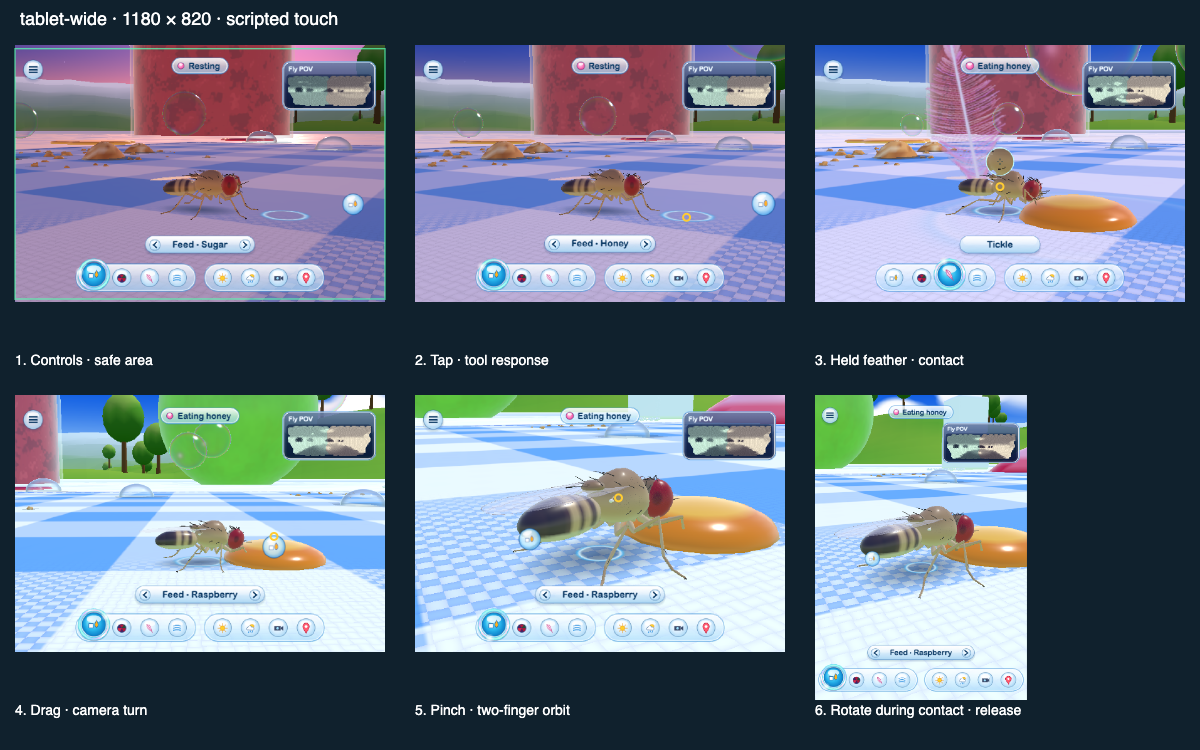 tablet-wide · 1180 × 820 · scripted touch
Resting
Fly POV
Feed · Sugar
1. Controls · safe area
Resting
Fly POV
Feed · Honey
2. Tap · tool response
Eating honey
Fly POV
Tickle
3. Held feather · contact
Eating honey
Fly POV
Feed · Raspberry
4. Drag · camera turn
Eating honey
Fly POV
Feed · Raspberry
5. Pinch · two-finger orbit
Eating honey
Fly POV
Feed · Raspberry
6. Rotate during contact · release